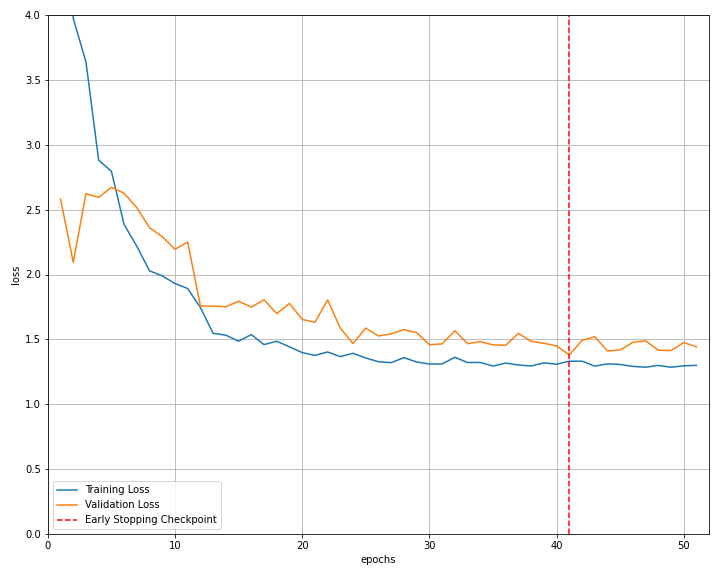 4.0
3.5
3.0
2.5
2.0
1.5
1.0
0.5
0.0
loss
Training Loss
Validation Loss
Early Stopping Checkpoint
0 10 20 30 40 50
epochs